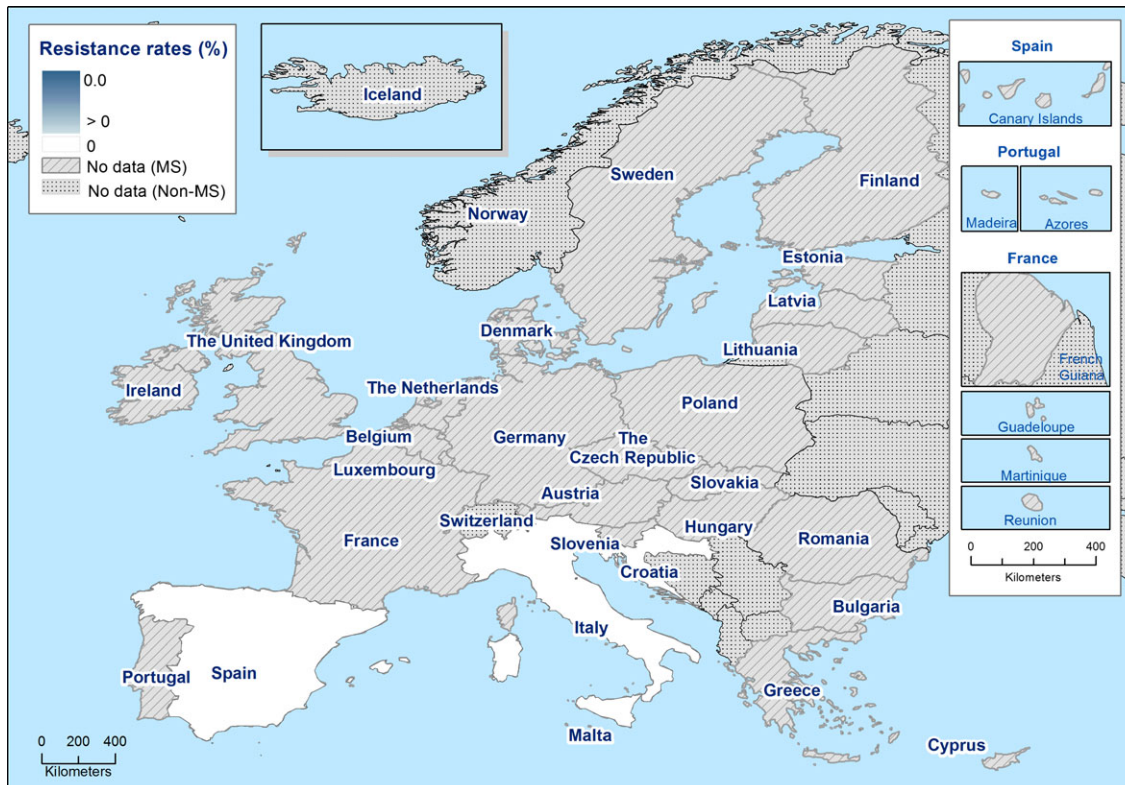 Resistance rates (%)
0.0
> 0
0
No data (MS)
No data (Non-MS)
Iceland
Spain
Canary Islands
Portugal
Madeira
Azores
France
French
Guiana
Guadeloupe
Martinique
Reunion
0 200 400
Kilometers
Sweden
Finland
Norway
Estonia
Latvia
Denmark
Lithuania
The United Kingdom
Ireland
The Netherlands
Poland
Belgium
Germany
The
Czech Republic
Luxembourg
Slovakia
Austria
Switzerland
Hungary
France
Slovenia
Romania
Croatia
Bulgaria
Italy
Portugal
Spain
Greece
Malta
Cyprus
0 200 400
Kilometers